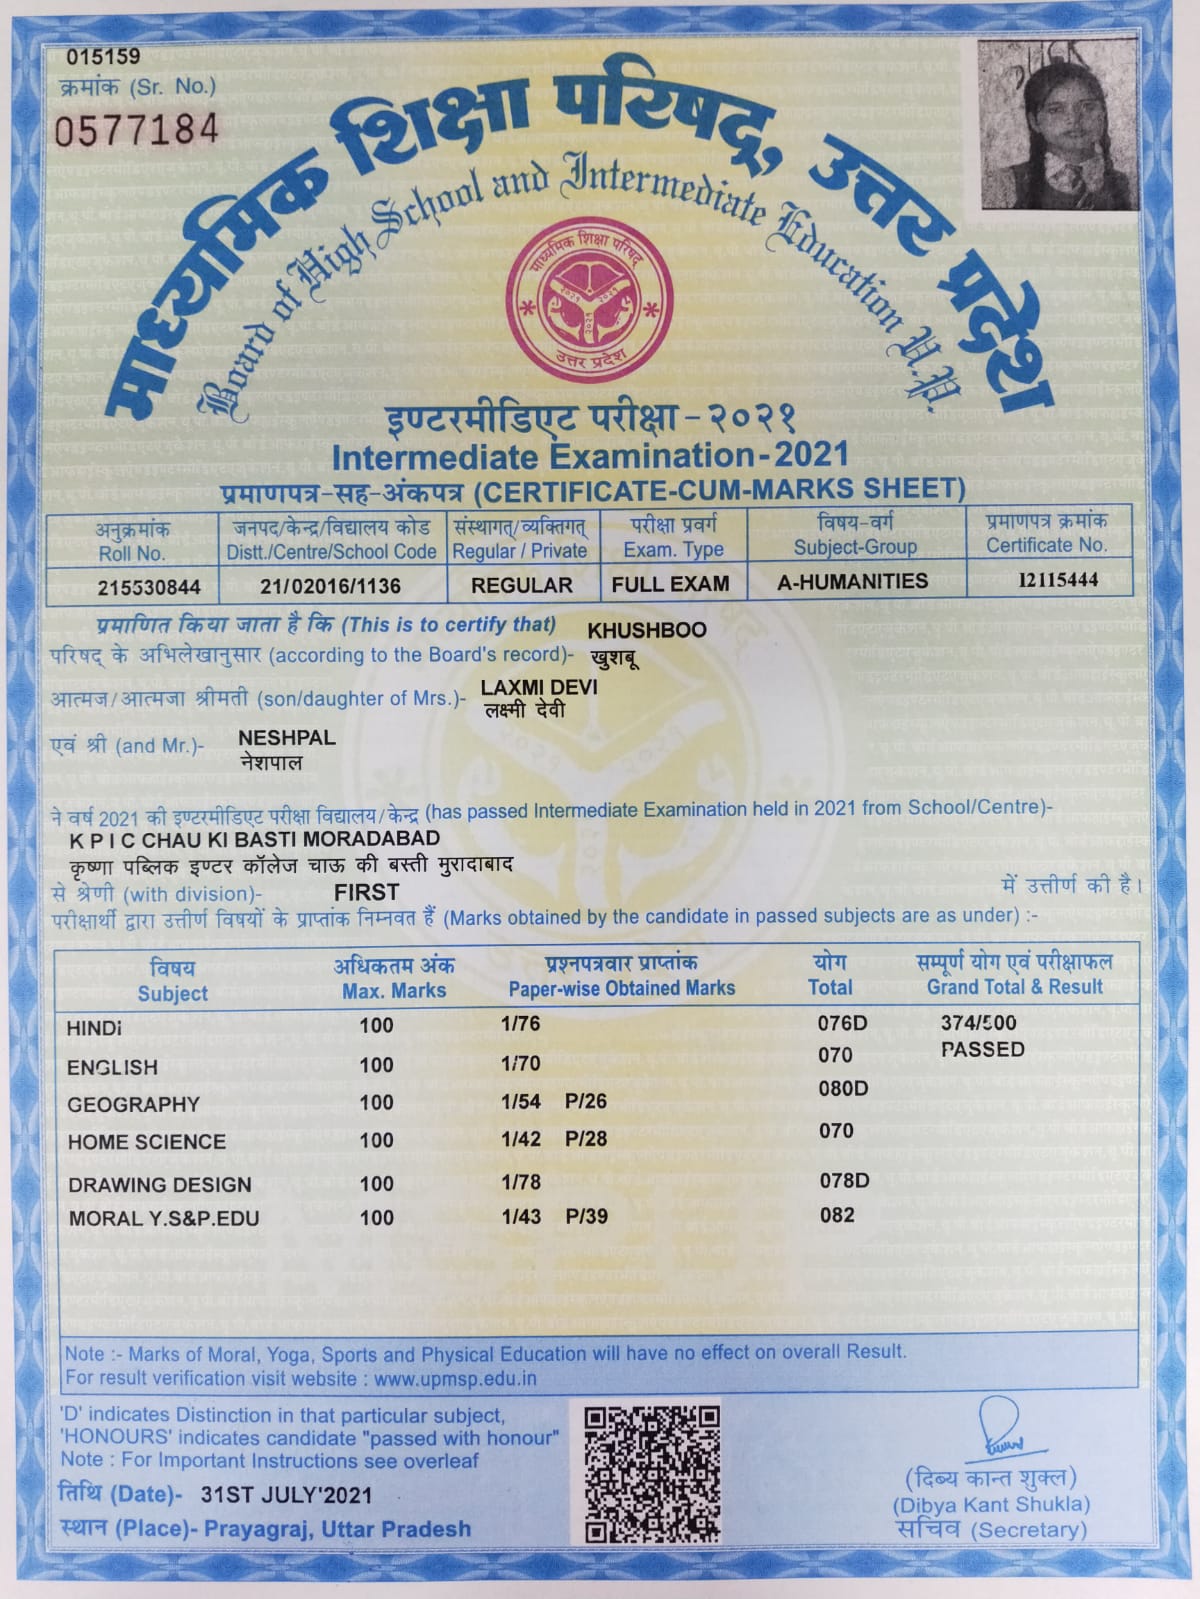 015159
क्रमांक (Sr. No.)
0577184
माध्यमिक शिक्षा परिषद्, उत्तर प्रदेश
Board of High School and Intermediate Education U.P.
माध्यमिक शिक्षा परिषद्
२०२१ २०२१
२०२१
उत्तर प्रदेश
इण्टरमीडिएट परीक्षा-२०२१
Intermediate Examination-2021
प्रमाणपत्र-सह-अंकपत्र (CERTIFICATE-CUM-MARKS SHEET)
अनुक्रमांक जनपद/केन्द्र/विद्यालय कोड संस्थागत्/व्यक्तिगत् परीक्षा प्रवर्ग विषय-वर्ग प्रमाणपत्र क्रमांक
Roll No. Distt./Centre/School Code Regular / Private Exam. Type Subject-Group Certificate No.
215530844 21/02016/1136 REGULAR FULL EXAM A-HUMANITIES 12115444
प्रमाणित किया जाता है कि (This is to certify that) KHUSHBOO
परिषद् के अभिलेखानुसार (according to the Board's record)- खुशबू
आत्मज/आत्मजा श्रीमती (son/daughter of Mrs.)- LAXMI DEVI
लक्ष्मी देवी
एवं श्री (and Mr.)- NESHPAL
नेशपाल
ने वर्ष 2021 की इण्टरमीडिएट परीक्षा विद्यालय/केन्द्र (has passed Intermediate Examination held in 2021 from School/Centre)-
K P I C CHAU KI BASTI MORADABAD
कृष्णा पब्लिक इण्टर कॉलेज चाऊ की बस्ती मुरादाबाद
से श्रेणी (with division)- FIRST में उत्तीर्ण की है।
परीक्षार्थी द्वारा उत्तीर्ण विषयों के प्राप्तांक निम्नवत हैं (Marks obtained by the candidate in passed subjects are as under) :-
विषय अधिकतम अंक प्रश्नपत्रवार प्राप्तांक योग सम्पूर्ण योग एवं परीक्षाफल
Subject Max. Marks Paper-wise Obtained Marks Total Grand Total & Result
HINDI 100 1/76 076D 374/500
ENGLISH 100 1/70 070 PASSED
GEOGRAPHY 100 1/54 P/26 080D
HOME SCIENCE 100 1/42 P/28 070
DRAWING DESIGN 100 1/78 078D
MORAL Y.S&P.EDU 100 1/43 P/39 082
Note :- Marks of Moral, Yoga, Sports and Physical Education will have no effect on overall Result.
For result verification visit website : www.upmsp.edu.in
'D' indicates Distinction in that particular subject,
'HONOURS' indicates candidate "passed with honour"
Note : For Important Instructions see overleaf
तिथि (Date)- 31ST JULY'2021
स्थान (Place)- Prayagraj, Uttar Pradesh
(दिब्य कान्त शुक्ल)
(Dibya Kant Shukla)
सचिव (Secretary)